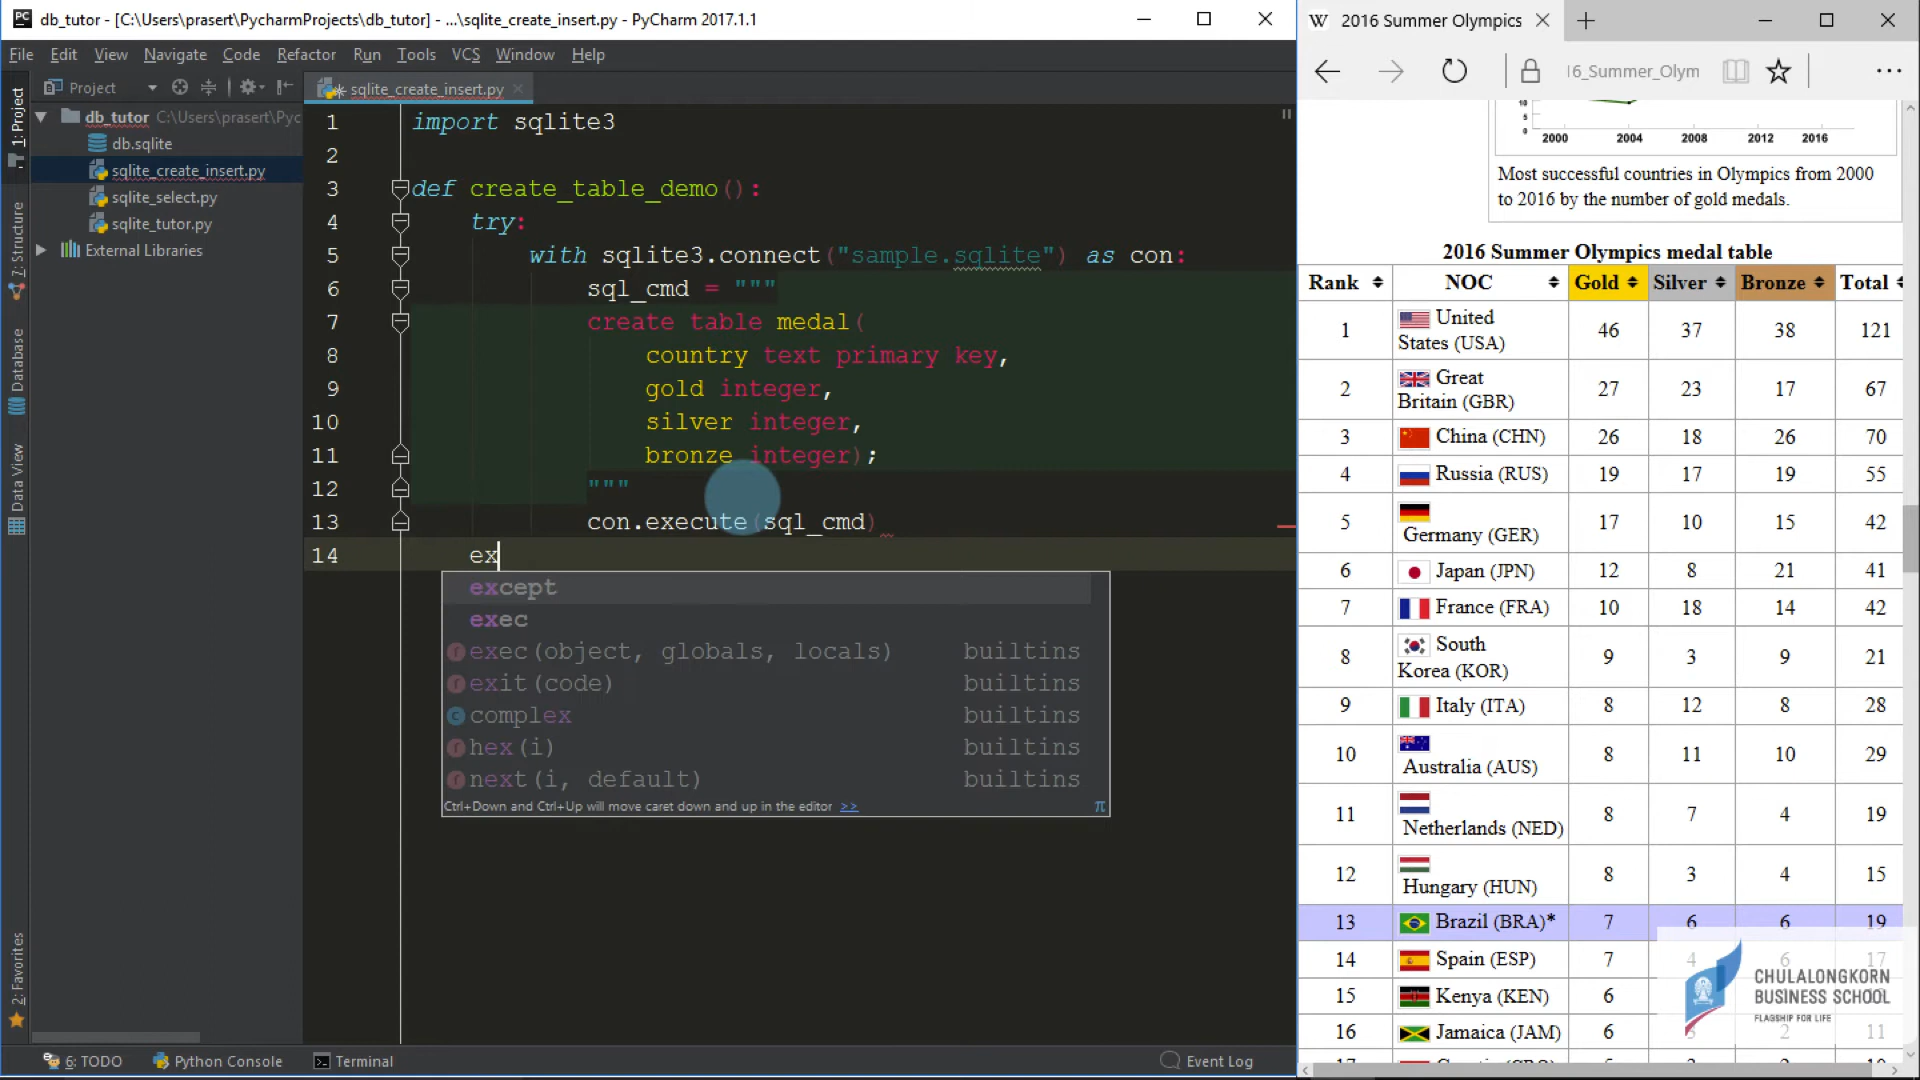 db_tutor - [C:\Users\prasert\PycharmProjects\db_tutor] - ...\sqlite_create_insert.py - PyCharm 2017.1.1
File Edit View Navigate Code Refactor Run Tools VCS Window Help
Project
sqlite_create_insert.py
1: Project
7: Structure
Database
Data View
2: Favorites
db_tutor C:\Users\prasert\Pyc
db.sqlite
sqlite_create_insert.py
sqlite_select.py
sqlite_tutor.py
External Libraries
1 import sqlite3
2
3 def create_table_demo():
4 try:
5 with sqlite3.connect("sample.sqlite") as con:
6 sql_cmd = """
7 create table medal(
8 country text primary key,
9 gold integer,
10 silver integer,
11 bronze integer);
12 """
13 con.execute(sql_cmd)
14 ex
except
exec
exec(object, globals, locals) builtins
exit(code) builtins
complex builtins
hex(i) builtins
next(i, default) builtins
Ctrl+Down and Ctrl+Up will move caret down and up in the editor >>
6: TODO Python Console Terminal Event Log
W 2016 Summer Olympics
16_Summer_Olym
10
5
0
2000 2004 2008 2012 2016
Most successful countries in Olympics from 2000
to 2016 by the number of gold medals.
2016 Summer Olympics medal table
Rank NOC Gold Silver Bronze Total
1 United States (USA) 46 37 38 121
2 Great Britain (GBR) 27 23 17 67
3 China (CHN) 26 18 26 70
4 Russia (RUS) 19 17 19 55
5 Germany (GER) 17 10 15 42
6 Japan (JPN) 12 8 21 41
7 France (FRA) 10 18 14 42
8 South Korea (KOR) 9 3 9 21
9 Italy (ITA) 8 12 8 28
10 Australia (AUS) 8 11 10 29
11 Netherlands (NED) 8 7 4 19
12 Hungary (HUN) 8 3 4 15
13 Brazil (BRA)* 7 6 6 19
14 Spain (ESP) 7 4 6 17
15 Kenya (KEN) 6
16 Jamaica (JAM) 6 2 11
CHULALONGKORN
BUSINESS SCHOOL
FLAGSHIP FOR LIFE